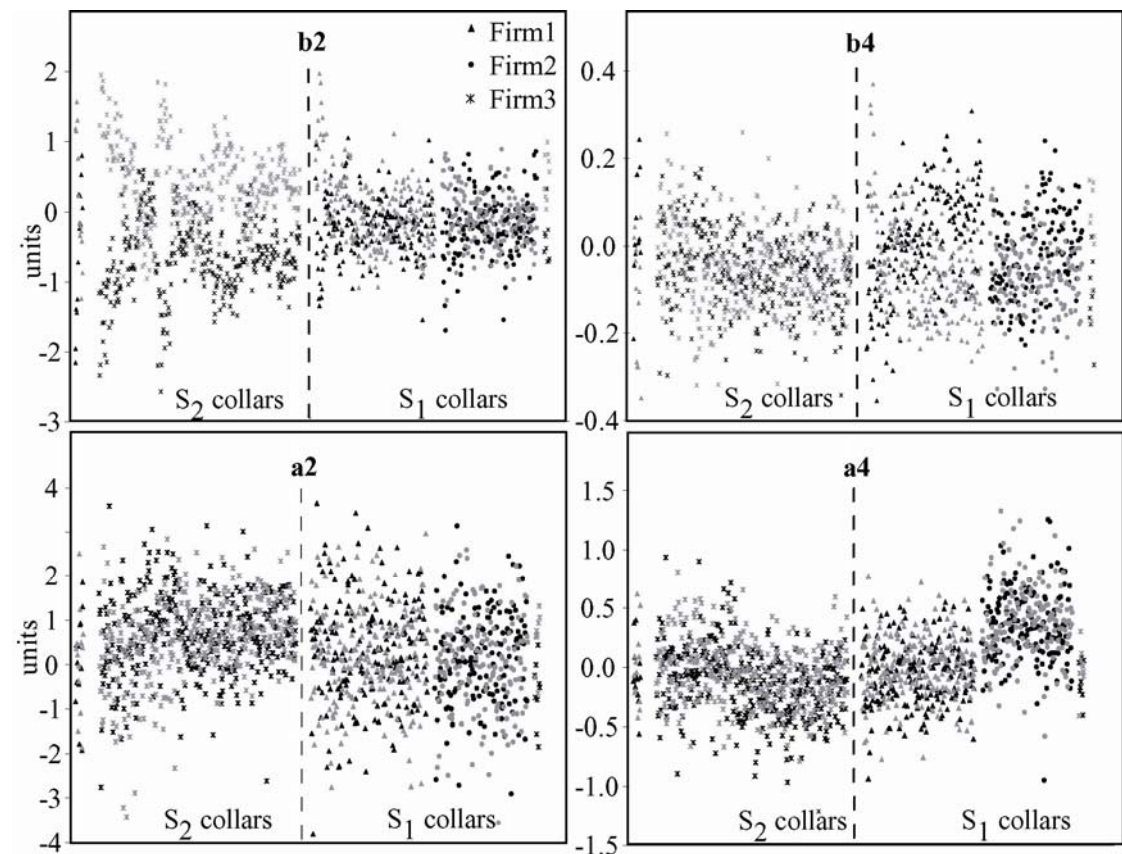 b2
▲ Firm1
● Firm2
ж Firm3
units
2
1
0
-1
-2
-3
S2 collars
S1 collars
b4
0.4
0.2
0.0
-0.2
-0.4
S2 collars
S1 collars
a2
units
4
2
1
0
-1
-2
-3
-4
S2 collars
S1 collars
a4
1.5
1.0
0.5
0.0
-0.5
-1.0
-1.5
S2 collars
S1 collars